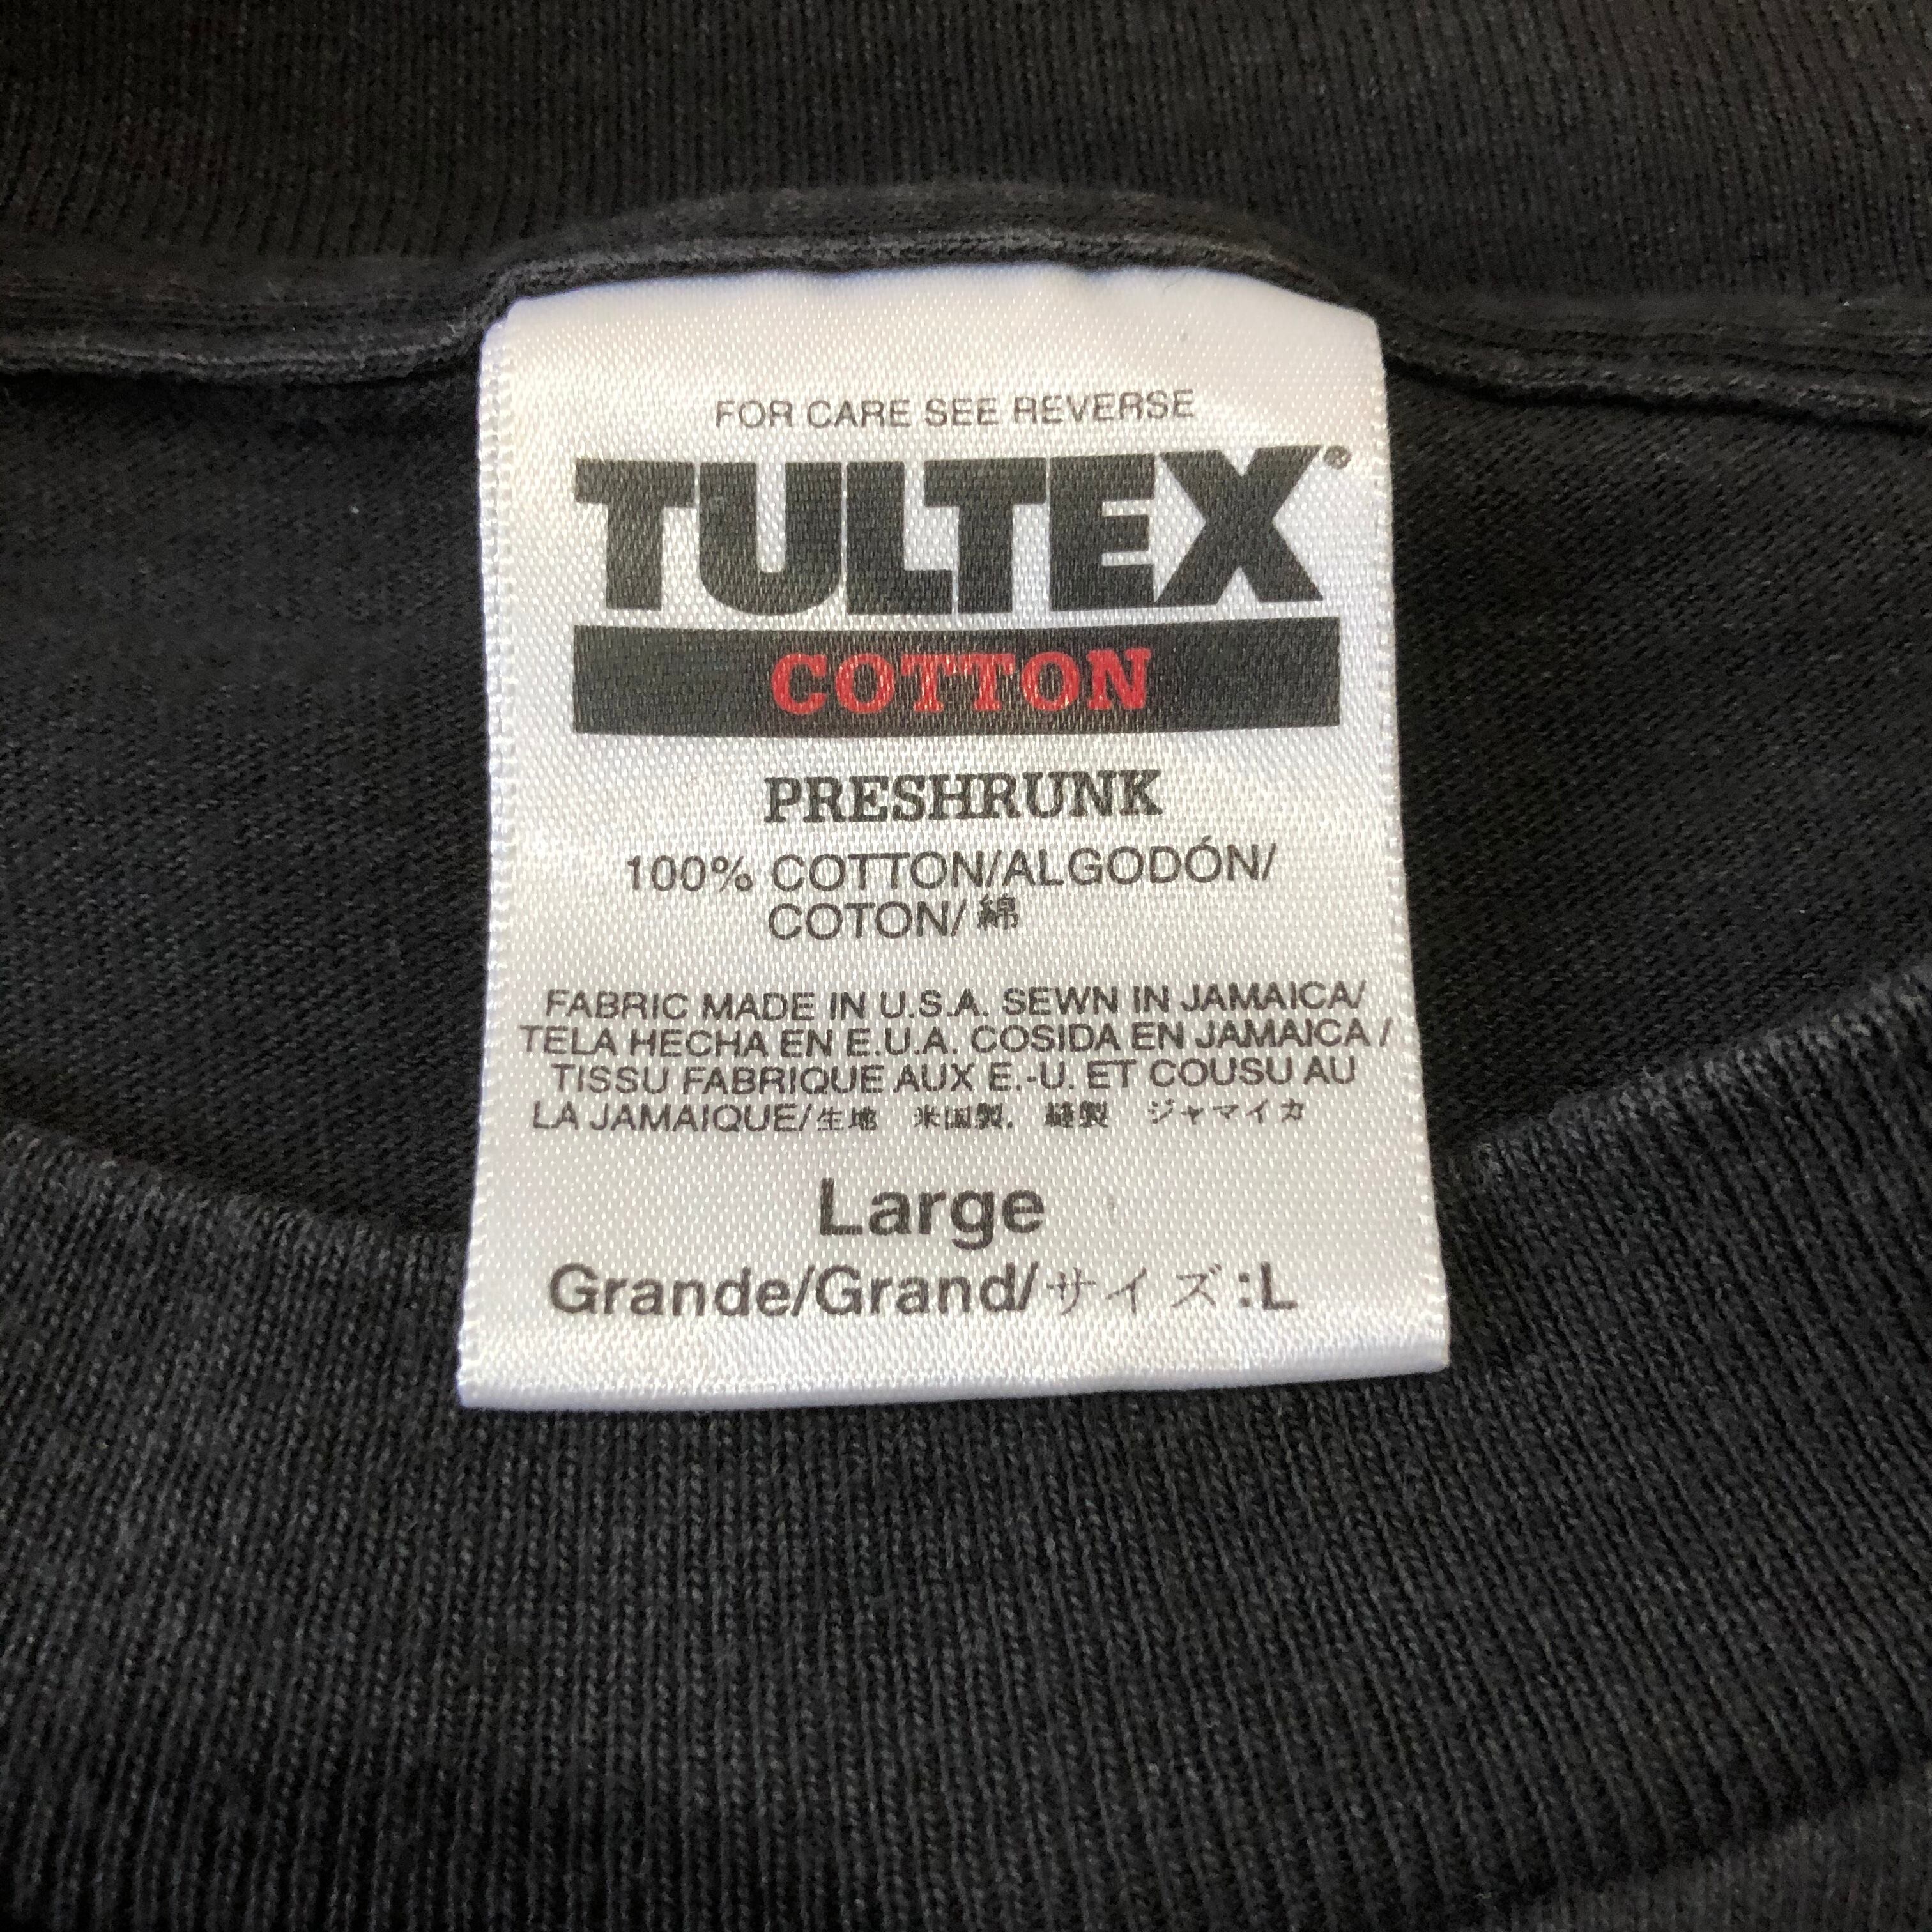 FOR CARE SEE REVERSE
TULTEX®
COTTON
PRESHRUNK
100% COTTON/ALGODÓN/
COTON/綿
FABRIC MADE IN U.S.A. SEWN IN JAMAICA/
TELA HECHA EN E.U.A. COSIDA EN JAMAICA /
TISSU FABRIQUE AUX E.-U. ET COUSU AU
LA JAMAIQUE/生地 米国製. 縫製 ジャマイカ
Large
Grande/Grand/サイズ:L